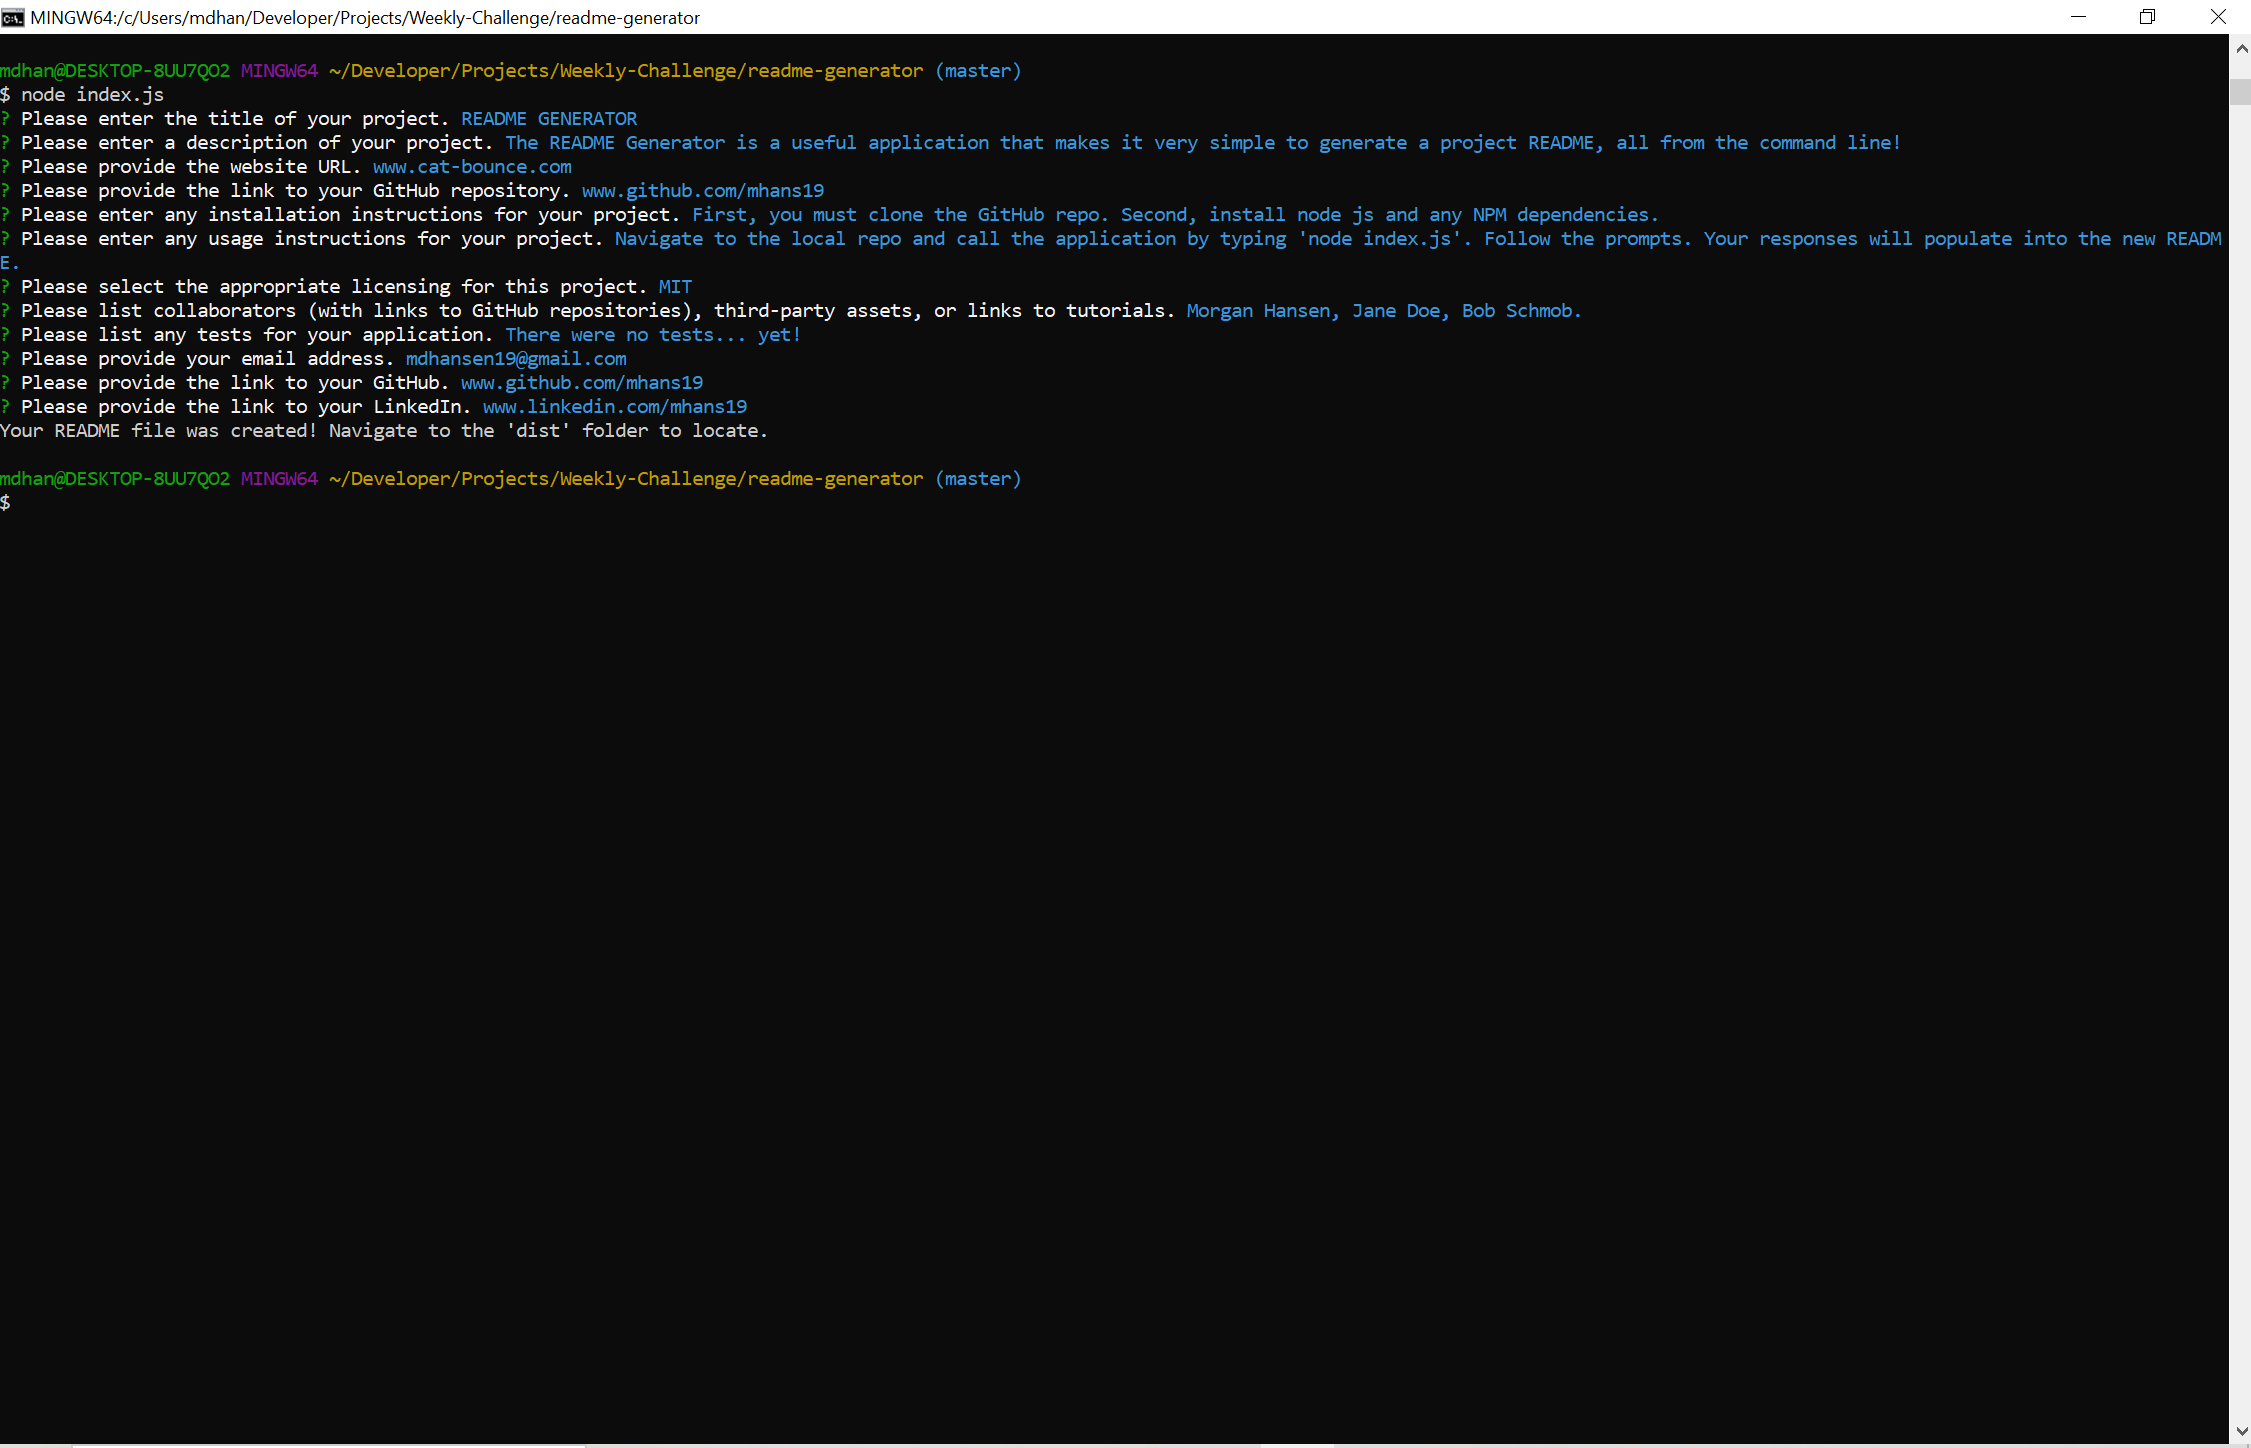 MINGW64:/c/Users/mdhan/Developer/Projects/Weekly-Challenge/readme-generator
mdhan@DESKTOP-8UU7QO2 MINGW64 ~/Developer/Projects/Weekly-Challenge/readme-generator (master)
$ node index.js
? Please enter the title of your project. README GENERATOR
? Please enter a description of your project. The README Generator is a useful application that makes it very simple to generate a project README, all from the command line!
? Please provide the website URL. www.cat-bounce.com
? Please provide the link to your GitHub repository. www.github.com/mhans19
? Please enter any installation instructions for your project. First, you must clone the GitHub repo. Second, install node js and any NPM dependencies.
? Please enter any usage instructions for your project. Navigate to the local repo and call the application by typing 'node index.js'. Follow the prompts. Your responses will populate into the new READM
E.
? Please select the appropriate licensing for this project. MIT
? Please list collaborators (with links to GitHub repositories), third-party assets, or links to tutorials. Morgan Hansen, Jane Doe, Bob Schmob.
? Please list any tests for your application. There were no tests... yet!
? Please provide your email address. mdhansen19@gmail.com
? Please provide the link to your GitHub. www.github.com/mhans19
? Please provide the link to your LinkedIn. www.linkedin.com/mhans19
Your README file was created! Navigate to the 'dist' folder to locate.
mdhan@DESKTOP-8UU7QO2 MINGW64 ~/Developer/Projects/Weekly-Challenge/readme-generator (master)
$